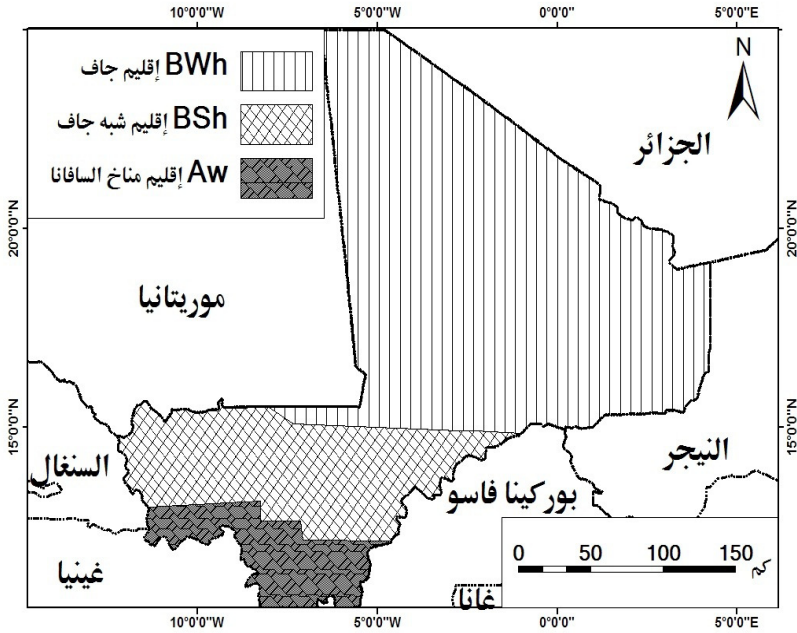 10°0'0"W 5°0'0"W 0°0'0" 5°0'0"E
N
BWh إقليم جاف
BSh إقليم شبه جاف
Aw إقليم مناخ السافانا
الجزائر
20°0'0"N 20°0'0"N
موريتانيا
15°0'0"N 15°0'0"N
السنغال
النيجر
بوركينا فاسو
غينيا
غانا
0 50 100 150 كم
10°0'0"W 5°0'0"W 0°0'0" 5°0'0"E